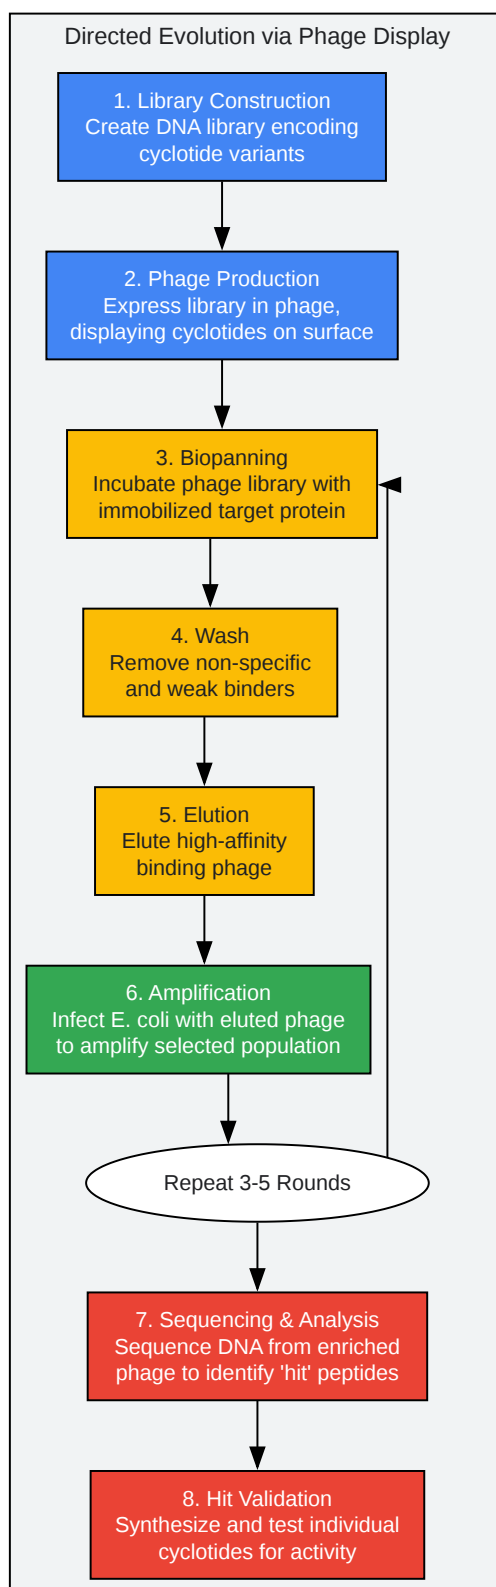 Directed Evolution via Phage Display
1. Library Construction
Create DNA library encoding
cyclotide variants
2. Phage Production
Express library in phage,
displaying cyclotides on surface
3. Biopanning
Incubate phage library with
immobilized target protein
4. Wash
Remove non-specific
and weak binders
5. Elution
Elute high-affinity
binding phage
6. Amplification
Infect E. coli with eluted phage
to amplify selected population
Repeat 3-5 Rounds
7. Sequencing & Analysis
Sequence DNA from enriched
phage to identify 'hit' peptides
8. Hit Validation
Synthesize and test individual
cyclotides for activity